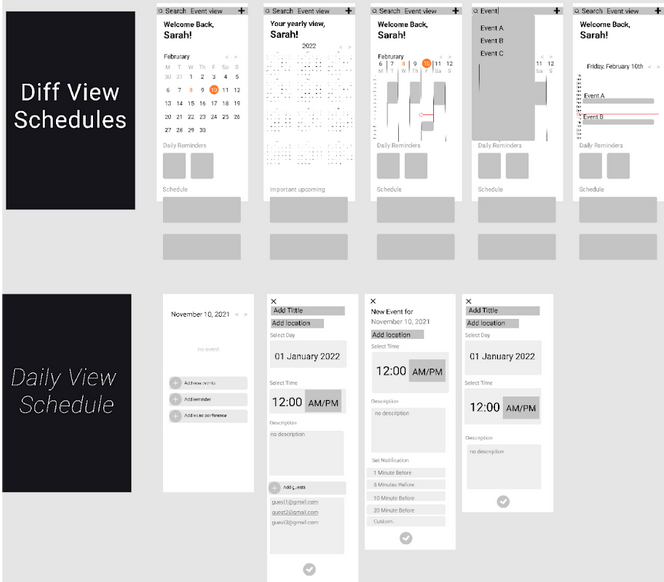 Diff View
Schedules
Search Event view +
Welcome Back,
Sarah!
Februrary < >
M T W Th F Sa S
30 31 1 2 3 4 5
6 7 8 9 10 11 12
13 14 15 16 17 18 19
20 21 22 23 24 25 26
27 28 29 30
Daily Reminders
Schedule
Search Event view +
Your yearly view,
Sarah!
2022 < >
Important upcoming
Search Event view +
Welcome Back,
Sarah!
Februrary < >
6 7 8 9 10 11 12
M T W Th F Sa S
Daily Reminders
Schedule
Event +
Event A
Event B
Event C
11 12
Sa S
Daily Reminders
Schedule
Search Event view +
Welcome Back,
Sarah!
Friday, February 10th < >
Event A
Event B
Daily Reminders
Schedule
Daily View
Schedule
November 10, 2021 < >
no event
Add new events
Add reminder
Add video conference
Add Tittle
Add location
Select Day
01 January 2022
Select Time
12:00 AM/PM
Description
no description
Add guests
guest1@gmail.com
guest2@gmail.com
guest3@gmail.com
New Event for
November 10, 2021
Add location
Select Time
12:00 AM/PM
Description
no description
Set Notification
1 Minute Before
5 Minutes Before
10 Minute Before
20 Minute Before
Custom
Add Tittle
Add location
Select Day
01 January 2022
Select Time
12:00 AM/PM
Description
no description